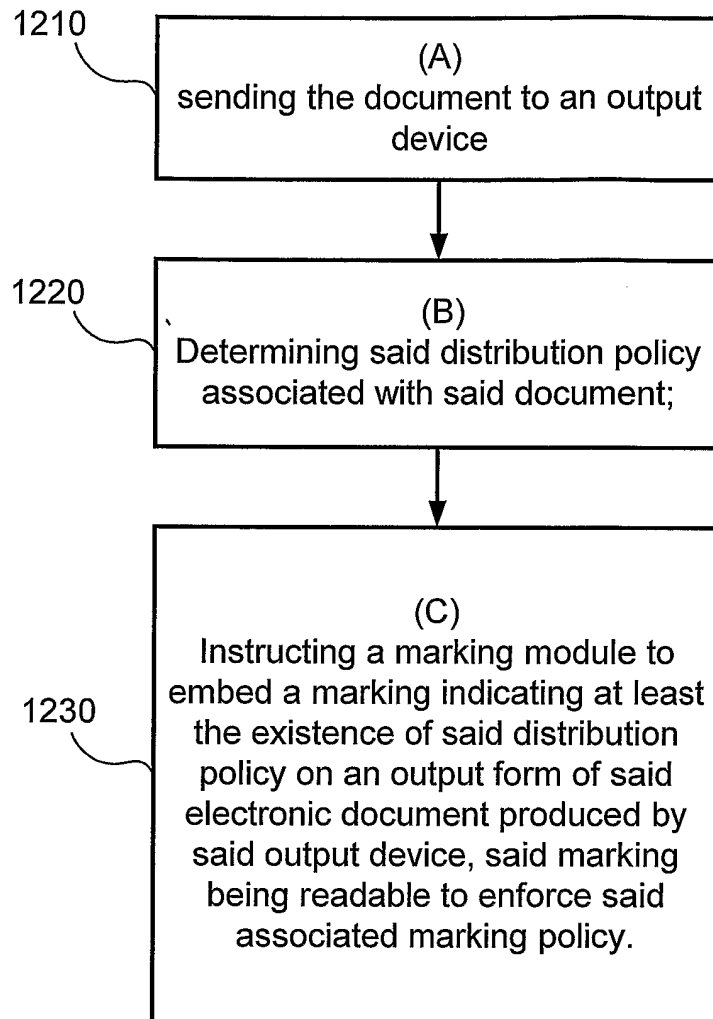 1210
(A)
sending the document to an output
device
1220
(B)
Determining said distribution policy
associated with said document;
1230
(C)
Instructing a marking module to
embed a marking indicating at least
the existence of said distribution
policy on an output form of said
electronic document produced by
said output device, said marking
being readable to enforce said
associated marking policy.